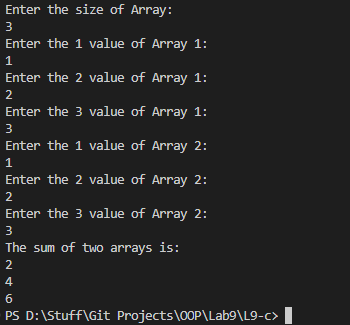 Enter the size of Array:
3
Enter the 1 value of Array 1:
1
Enter the 2 value of Array 1:
2
Enter the 3 value of Array 1:
3
Enter the 1 value of Array 2:
1
Enter the 2 value of Array 2:
2
Enter the 3 value of Array 2:
3
The sum of two arrays is:
2
4
6
PS D:\Stuff\Git Projects\OOP\Lab9\L9-c>